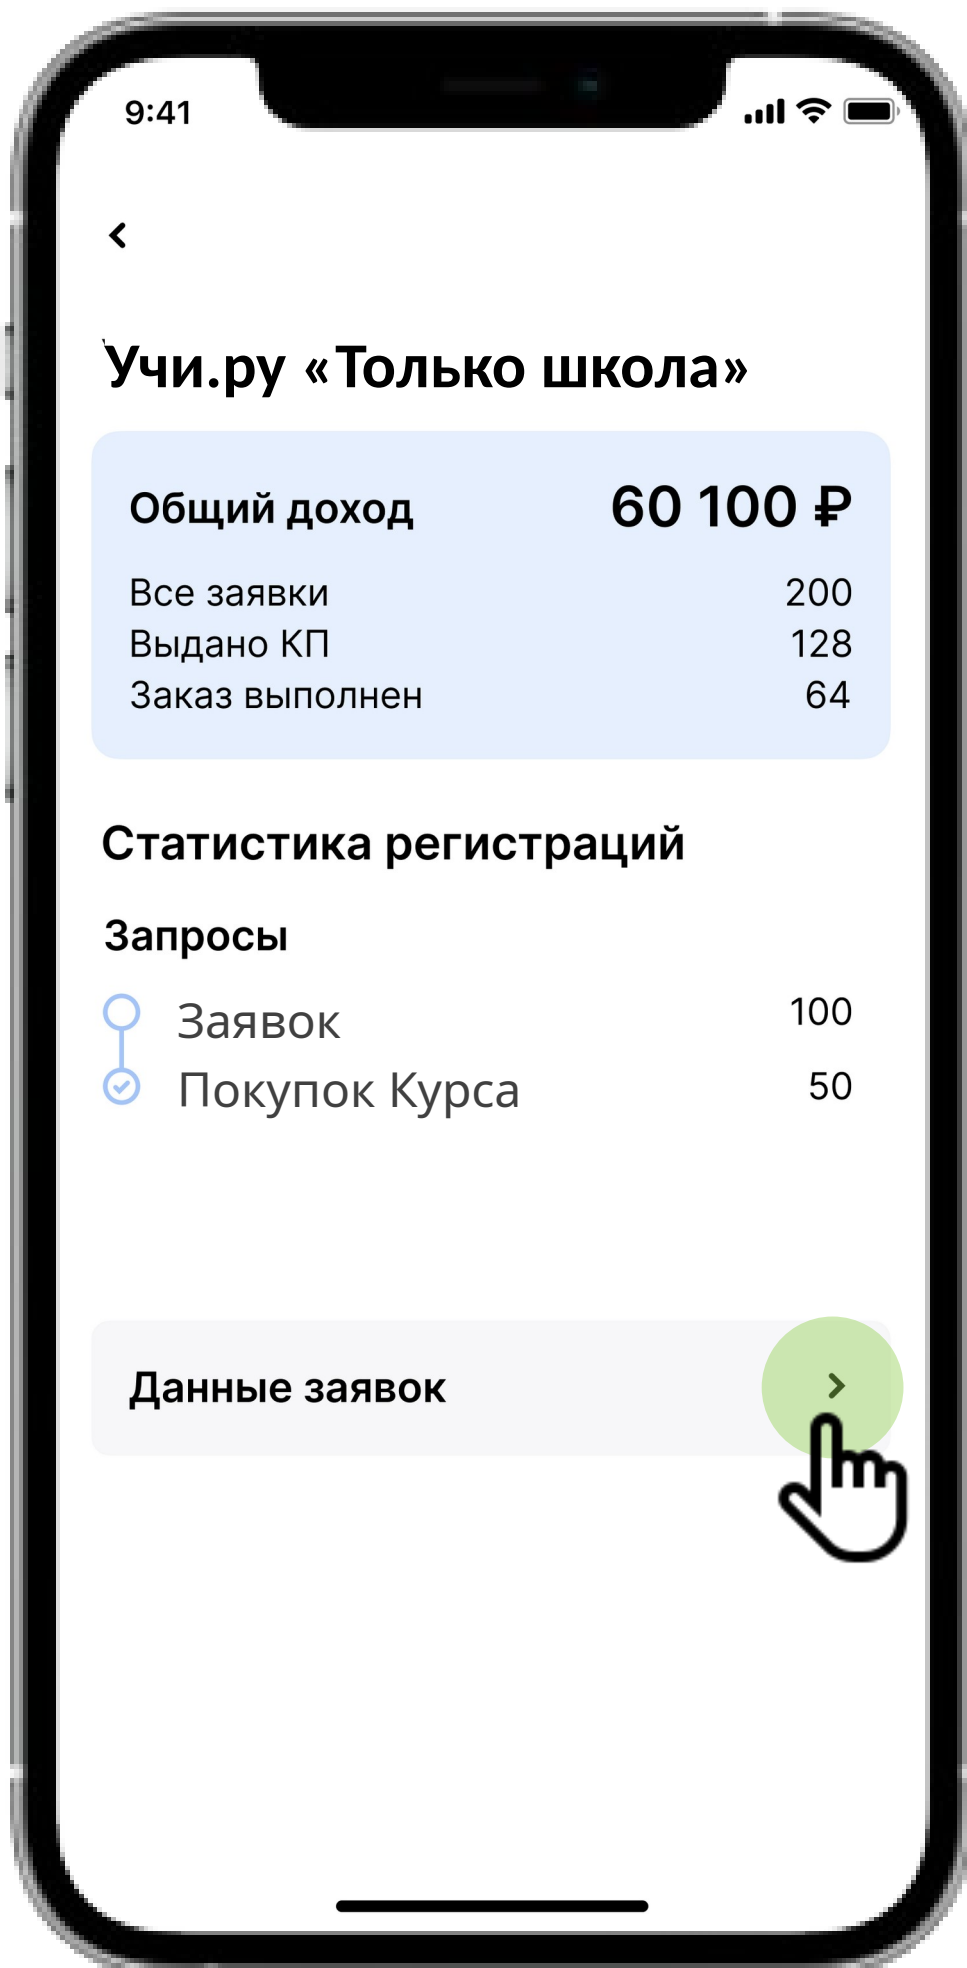 9:41
Учи.ру «Только школа»
Общий доход 60 100 ₽
Все заявки 200
Выдано КП 128
Заказ выполнен 64
Статистика регистраций
Запросы
Заявок 100
Покупок Курса 50
Данные заявок